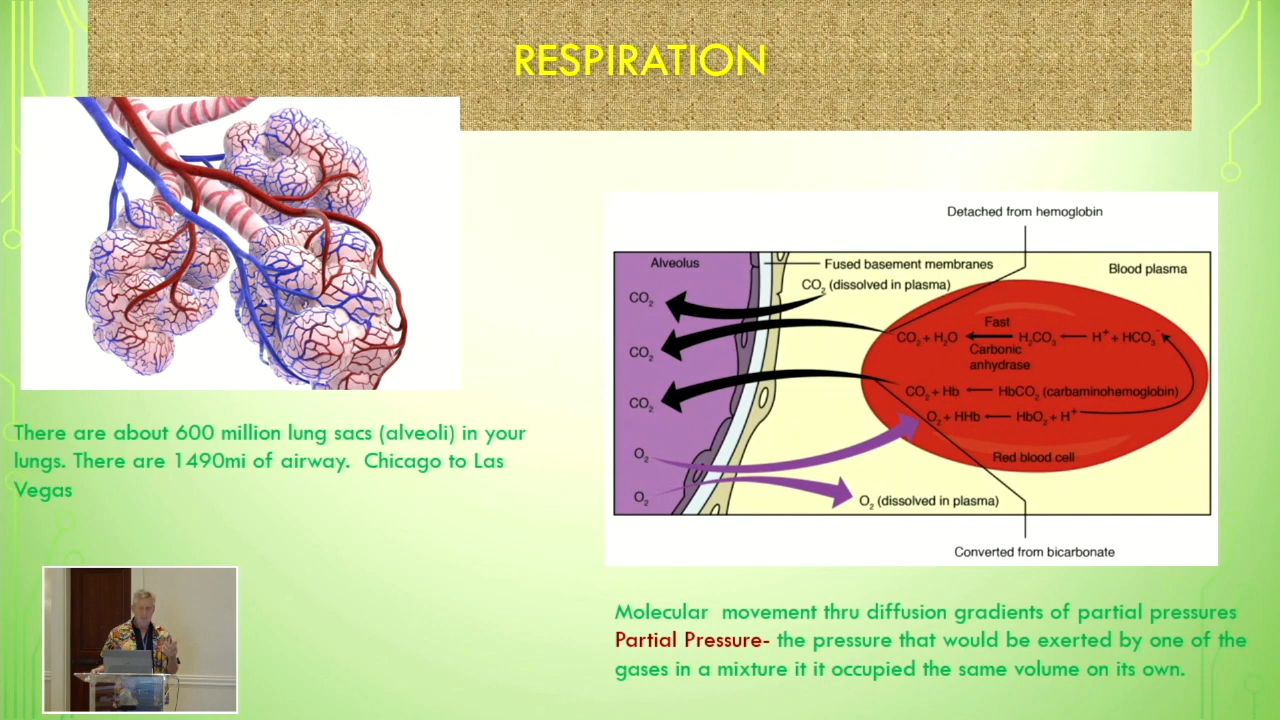 RESPIRATION
There are about 600 million lung sacs (alveoli) in your
lungs. There are 1490mi of airway.  Chicago to Las
Vegas
Detached from hemoglobin
Alveolus
Fused basement membranes
Blood plasma
CO2 (dissolved in plasma)
CO2
Fast
CO2 + H2O ← H2CO3 ← H+ + HCO3-
Carbonic
anhydrase
CO2
CO2 + Hb ← HbCO2 (carbaminohemoglobin)
CO2
O2 + HHb ← HbO2 + H+
O2
Red blood cell
O2
O2 (dissolved in plasma)
Converted from bicarbonate
Molecular  movement thru diffusion gradients of partial pressures
Partial Pressure- the pressure that would be exerted by one of the
gases in a mixture it it occupied the same volume on its own.